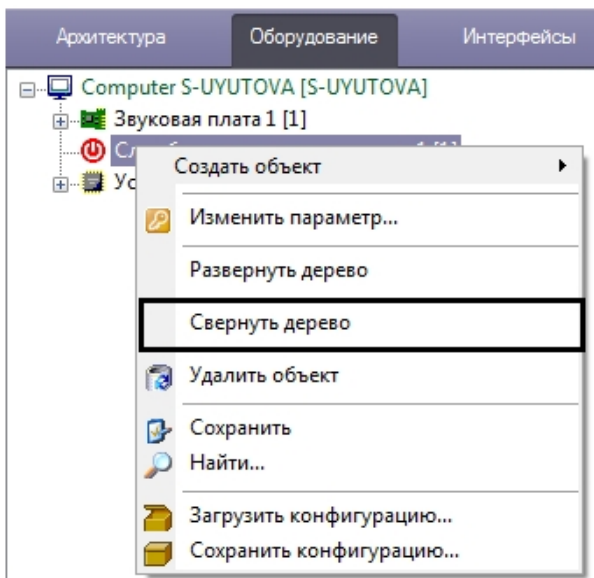 Архитектура Оборудование Интерфейсы
Computer S-UYUTOVA [S-UYUTOVA]
Звуковая плата 1 [1]
Создать объект
Изменить параметр...
Развернуть дерево
Свернуть дерево
Удалить объект
Сохранить
Найти...
Загрузить конфигурацию...
Сохранить конфигурацию...